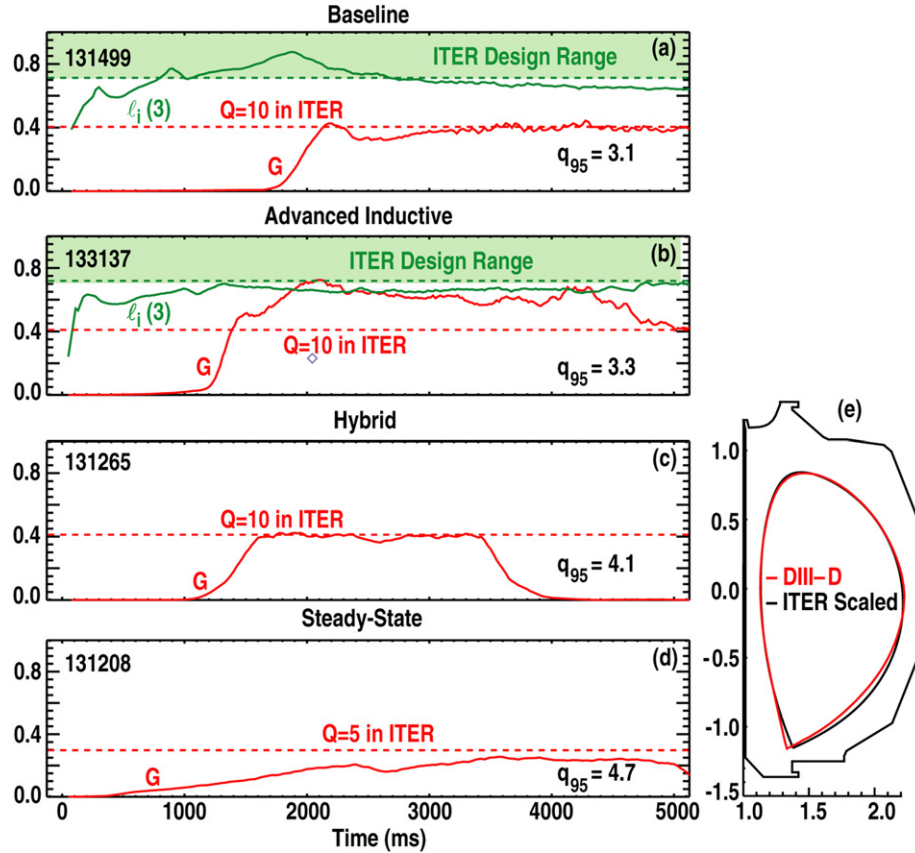 Baseline
131499
ITER Design Range
(a)
0.8
ℓi (3)
Q=10 in ITER
0.4
G
q95 = 3.1
0.0
Advanced Inductive
133137
ITER Design Range
(b)
0.8
ℓi (3)
0.4
Q=10 in ITER
G
q95 = 3.3
0.0
Hybrid
131265
(c)
0.8
Q=10 in ITER
0.4
G
q95 = 4.1
0.0
Steady-State
131208
(d)
0.8
Q=5 in ITER
0.4
G
q95 = 4.7
0.0
0 1000 2000 3000 4000 5000
Time (ms)
(e)
1.0
0.5
DIII–D
0.0
ITER Scaled
-0.5
-1.0
-1.5
1.0 1.5 2.0